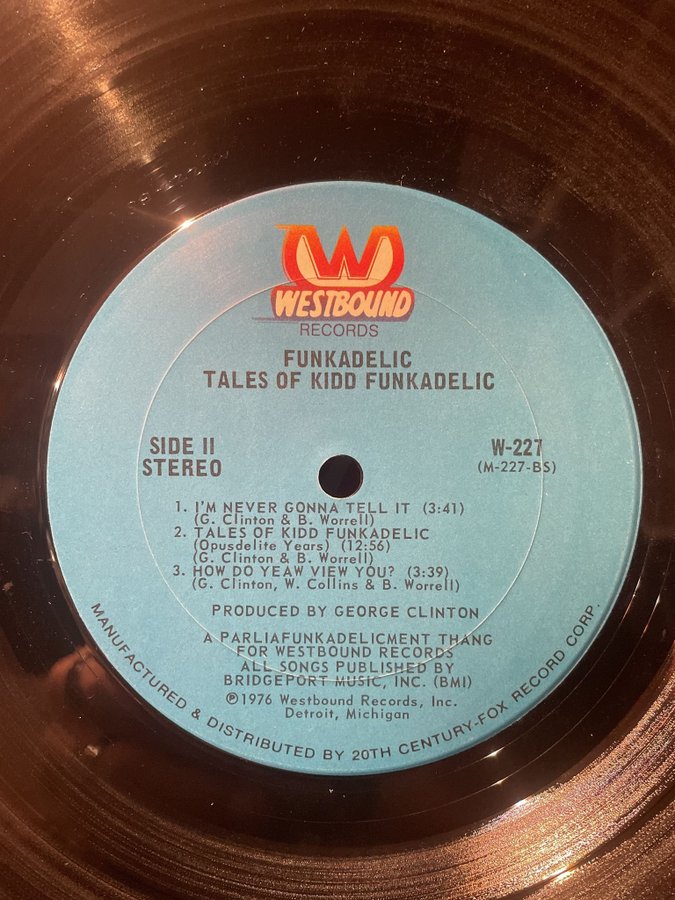 W
WESTBOUND
RECORDS
FUNKADELIC
TALES OF KIDD FUNKADELIC
SIDE II
STEREO
W-227
(M-227-BS)
1. I'M NEVER GONNA TELL IT (3:41)
(G. Clinton & B. Worrell)
2. TALES OF KIDD FUNKADELIC
(Opusdelite Years) (12:56)
(G. Clinton & B. Worrell)
3. HOW DO YEAW VIEW YOU? (3:39)
(G. Clinton, W. Collins & B. Worrell)
PRODUCED BY GEORGE CLINTON
A PARLIAFUNKADELICMENT THANG
FOR WESTBOUND RECORDS
ALL SONGS PUBLISHED BY
BRIDGEPORT MUSIC, INC. (BMI)
℗1976 Westbound Records, Inc.
Detroit, Michigan
MANUFACTURED & DISTRIBUTED BY 20TH CENTURY-FOX RECORD CORP.